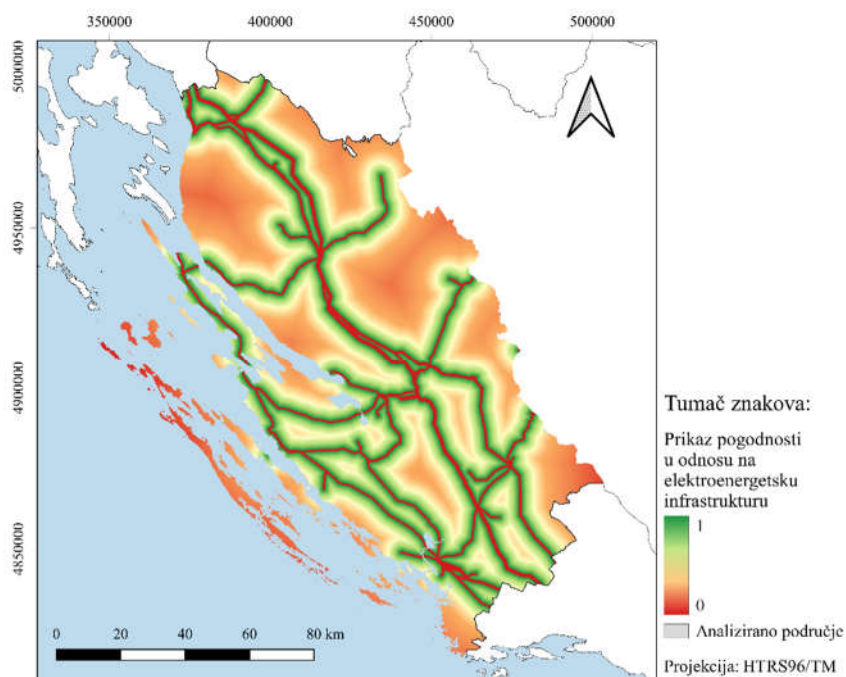 350000 400000 450000 500000
5000000
4950000
4900000
4850000
0 20 40 60 80 km
Tumač znakova:
Prikaz pogodnosti
u odnosu na
elektroenergetsku
infrastrukturu
1
0
Analizirano područje
Projekcija: HTRS96/TM